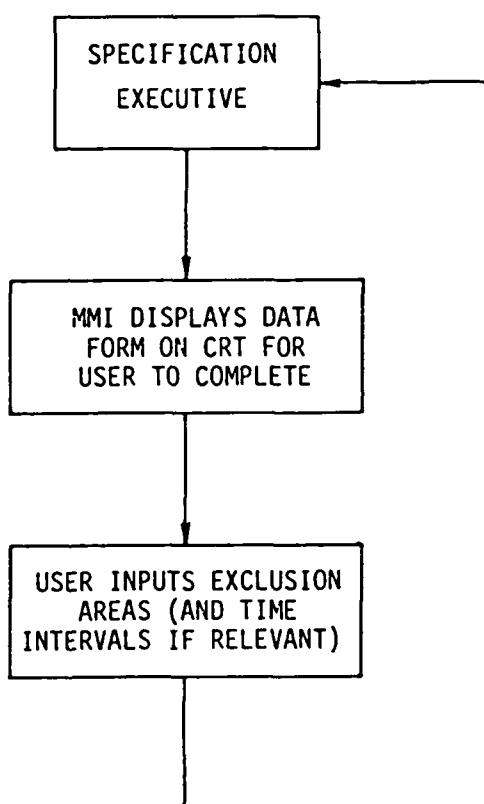 SPECIFICATION
EXECUTIVE
MMI DISPLAYS DATA
FORM ON CRT FOR
USER TO COMPLETE
USER INPUTS EXCLUSION
AREAS (AND TIME
INTERVALS IF RELEVANT)